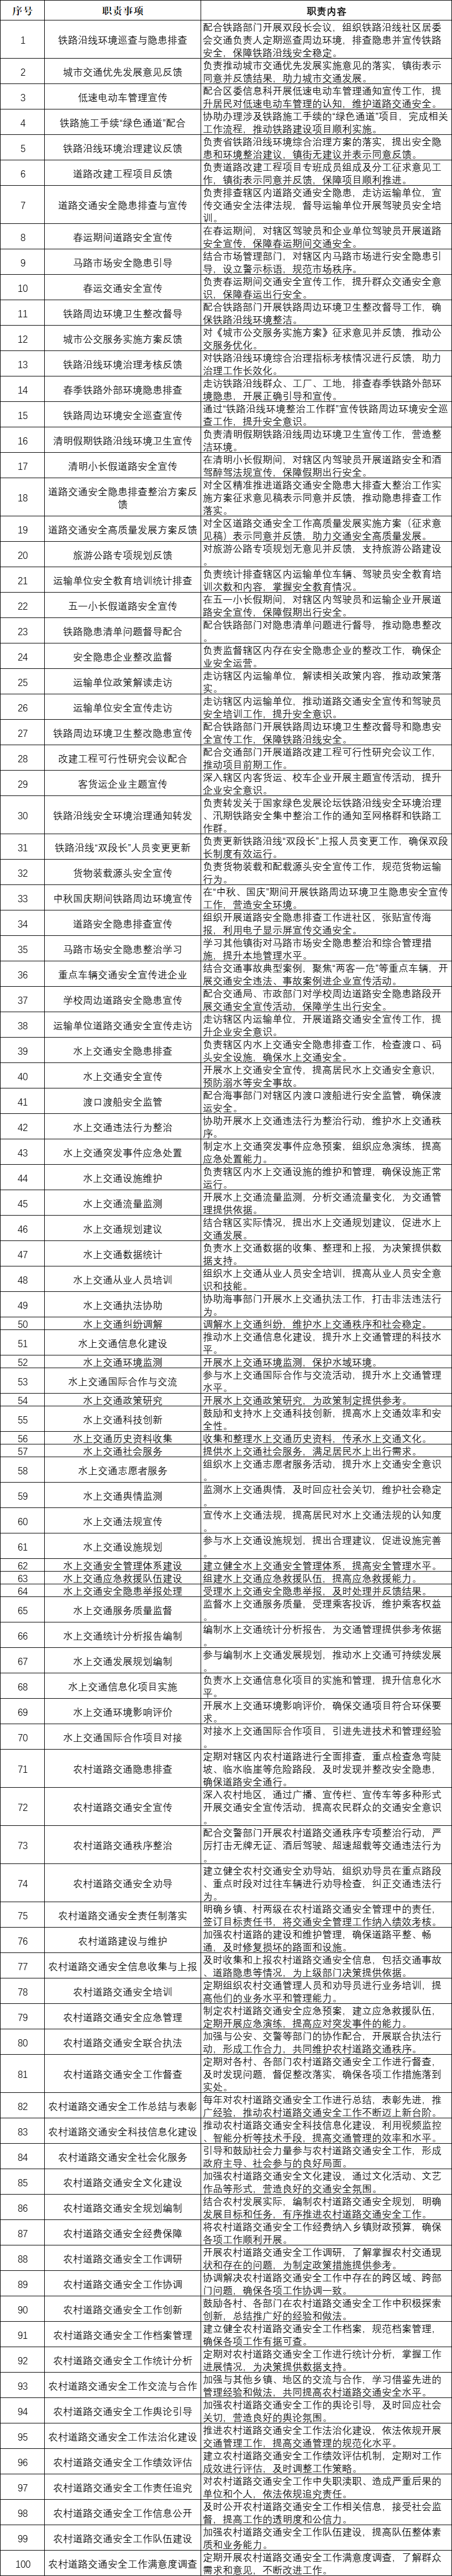 序号 职责事项 职责内容
1 铁路沿线环境巡查与隐患排查
配合铁路部门开展双段长会议，组织铁路沿线社区居委
会交通负责人定期巡查周边环境，排查隐患并宣传铁路
安全，保障铁路沿线安全稳定。
2 城市交通优先发展意见反馈
负责推动城市交通优先发展实施意见的落实，镇街表示
同意并反馈结果，助力城市交通发展。
3 低速电动车管理宣传
配合区委信息科开展低速电动车管理通知宣传工作，提
升居民对低速电动车管理的认知，维护道路交通安全。
4 铁路施工手续“绿色通道”配合
协助办理涉及铁路施工手续的“绿色通道”项目，完成相关
工作流程，推动铁路建设项目顺利实施。
5 铁路沿线环境治理建议反馈
负责省铁路沿线环境综合治理方案的落实，提出安全隐
患和环境整治建议，镇街无建议并表示同意反馈。
6 道路改建工程项目反馈
负责道路改建工程项目专班成员组成及分工征求意见工
作，镇街表示同意并反馈，保障项目顺利推进。
7 道路交通安全隐患排查与宣传
负责排查辖区内道路交通安全隐患，走访运输单位，宣
传交通安全法律法规，督导运输单位开展驾驶员安全培
训。
8 春运期间道路安全宣传
在春运期间，对辖区驾驶员和企业单位驾驶员开展道路
安全宣传，保障春运期间交通安全。
9 马路市场安全隐患引导
结合市场管理部门，对辖区内马路市场进行安全隐患引
导，设立警示标语，规范市场秩序。
10 春运交通安全宣传
负责春运期间交通安全宣传工作，提升群众交通安全意
识，保障春运出行安全。
11 铁路周边环境卫生整改督导
配合铁路部门开展铁路周边环境卫生整改督导工作，确
保铁路沿线环境整洁。
12 城市公交服务实施方案反馈
对《城市公交服务实施方案》征求意见并反馈，推动公
交服务优化。
13 铁路沿线环境治理考核反馈
对铁路沿线环境综合治理指标考核情况进行反馈，助力
治理工作长效化。
14 春季铁路外部环境隐患排查
走访铁路沿线群众、工厂、工地，排查春季铁路外部环
境隐患，开展正确引导和宣传。
15 铁路周边环境安全巡查宣传
通过“铁路沿线环境整治工作群”宣传铁路周边环境安全巡
查工作，提升安全意识。
16 清明假期铁路沿线环境卫生宣传
负责清明假期铁路沿线周边环境卫生宣传工作，营造整
洁环境。
17 清明小长假道路安全宣传
在清明小长假期间，对辖区内驾驶员开展道路安全和酒
驾醉驾法规宣传，保障假期出行安全。
18 道路交通安全隐患排查整治方案反
馈
对全区精准推进道路交通安全隐患大排查大整治工作实
施方案征求意见稿表示同意并反馈，推动隐患排查工作
落实。
19 道路交通安全高质量发展方案反馈
对全区道路交通安全工作高质量发展实施方案（征求意
见稿）表示同意并反馈，助力交通安全高质量发展。
20 旅游公路专项规划反馈
对旅游公路专项规划无意见并反馈，支持旅游公路建设
。
21 运输单位安全教育培训统计排查
负责统计排查辖区内运输单位车辆、驾驶员安全教育培
训次数和内容，掌握安全教育情况。
22 五一小长假道路安全宣传
在五一小长假期间，对辖区内驾驶员和运输企业开展道
路安全宣传，保障假期出行安全。
23 铁路隐患清单问题督导配合
配合铁路部门对隐患清单问题进行督导，推动隐患整改
。
24 安全隐患企业整改监督
负责监督辖区内存在安全隐患企业的整改工作，确保企
业安全运营。
25 运输单位政策解读走访
走访辖区内运输单位，解读相关政策内容，推动政策落
实。
26 运输单位安全宣传走访
走访辖区内运输单位，推动道路交通安全宣传和驾驶员
安全培训工作，提升安全意识。
27 铁路周边环境卫生整改隐患宣传
配合铁路部门开展铁路周边环境卫生整改督导和隐患安
全宣传工作，保障铁路沿线安全。
28 改建工程可行性研究会议配合
配合交通部门开展道路改建工程可行性研究会议工作，
推动项目前期工作。
29 客货运企业主题宣传
深入辖区内客货运、校车企业开展主题宣传活动，提升
企业安全意识。
30 铁路沿线安全环境治理通知转发
负责转发关于国家绿色发展论坛铁路沿线安全环境治理
、汛期铁路安全集中整治工作的通知至网格群和铁路工
作群。
31 铁路沿线“双段长”人员变更更新
负责更新铁路沿线“双段长”上报人员变更工作，确保双段
长制度有效运行。
32 货物装载源头安全宣传
负责货物装载和配载源头安全宣传工作，规范货物运输
行为。
33 中秋国庆期间铁路周边环境宣传
在“中秋、国庆”期间开展铁路周边环境卫生隐患安全宣传
工作，营造安全环境。
34 道路安全隐患排查宣传
组织开展道路安全隐患排查工作进社区，张贴宣传海
报，利用电子显示屏宣传交通安全。
35 马路市场安全隐患整治学习
学习其他镇街对马路市场安全隐患整治和综合管理措
施，提升本地管理水平。
36 重点车辆交通安全宣传进企业
结合交通事故典型案例，聚焦“两客一危”等重点车辆，开
展交通安全违法、事故案例进企业宣传活动。
37 学校周边道路安全隐患宣传
配合交通局、市政部门对学校周边道路安全隐患路段开
展交通安全宣传活动，保障学生出行安全。
38 运输单位道路交通安全宣传走访
走访辖区内运输单位，开展道路交通安全宣传工作，提
升企业安全意识。
39 水上交通安全隐患排查
负责辖区内水上交通安全隐患排查工作，检查渡口、码
头安全设施，确保水上交通安全。
40 水上交通安全宣传
开展水上交通安全宣传，提高居民水上交通安全意识，
预防溺水等安全事故。
41 渡口渡船安全监管
配合海事部门对辖区内渡口渡船进行安全监管，确保渡
运安全。
42 水上交通违法行为整治
协助开展水上交通违法行为整治行动，维护水上交通秩
序。
43 水上交通突发事件应急处置
制定水上交通突发事件应急预案，组织应急演练，提高
应急处置能力。
44 水上交通设施维护
负责辖区内水上交通设施的维护和管理，确保设施正常
运行。
45 水上交通流量监测
开展水上交通流量监测，分析交通流量变化，为交通管
理提供依据。
46 水上交通规划建议
结合辖区实际情况，提出水上交通规划建议，促进水上
交通发展。
47 水上交通数据统计
负责水上交通数据的收集、整理和上报，为决策提供数
据支持。
48 水上交通从业人员培训
组织水上交通从业人员安全培训，提高从业人员安全意
识和技能。
49 水上交通执法协助
协助海事部门开展水上交通执法工作，打击非法违法行
为。
50 水上交通纠纷调解 调解水上交通纠纷，维护水上交通秩序和社会稳定。
51 水上交通信息化建设
推动水上交通信息化建设，提升水上交通管理的科技水
平。
52 水上交通环境监测 开展水上交通环境监测，保护水域环境。
53 水上交通国际合作与交流
参与水上交通国际合作与交流活动，提升水上交通管理
水平。
54 水上交通政策研究 开展水上交通政策研究，为政策制定提供参考。
55 水上交通科技创新
鼓励和支持水上交通科技创新，提高水上交通效率和安
全性。
56 水上交通历史资料收集 收集和整理水上交通历史资料，传承水上交通文化。
57 水上交通社会服务 提供水上交通社会服务，满足居民水上出行需求。
58 水上交通志愿者服务
组织水上交通志愿者服务活动，提升水上交通安全意识
。
59 水上交通舆情监测
监测水上交通舆情，及时回应社会关切，维护社会稳定
。
60 水上交通法规宣传
宣传水上交通法规，提高居民对水上交通法规的认知度
。
61 水上交通设施规划
参与水上交通设施规划，提出合理建议，促进设施完善
。
62 水上交通安全管理体系建设 建立健全水上交通安全管理体系，提高安全管理水平。
63 水上交通应急救援队伍建设 组建水上交通应急救援队伍，提高应急救援能力。
64 水上交通安全隐患举报处理 受理水上交通安全隐患举报，及时处理并反馈结果。
65 水上交通服务质量监督
监督水上交通服务质量，受理乘客投诉，维护乘客权益
。
66 水上交通统计分析报告编制
编制水上交通统计分析报告，为交通管理提供参考依据
。
67 水上交通发展规划编制
参与编制水上交通发展规划，推动水上交通可持续发展
。
68 水上交通信息化项目实施
负责水上交通信息化项目的实施和管理，提升信息化水
平。
69 水上交通环境影响评价
开展水上交通环境影响评价，确保交通项目符合环保要
求。
70 水上交通国际合作项目对接
对接水上交通国际合作项目，引进先进技术和管理经验
。
71 农村道路交通隐患排查
定期对辖区内农村道路进行全面排查，重点检查急弯陡
坡、临水临崖等危险路段，及时发现并整改安全隐患，
确保道路安全通行。
72 农村道路交通安全宣传
深入农村地区，通过广播、宣传栏、宣传车等多种形式
开展交通安全宣传活动，提高农民群众的交通安全意识
。
73 农村道路交通秩序整治
配合交警部门开展农村道路交通秩序专项整治行动，严
厉打击无牌无证、酒后驾驶、超速超载等交通违法行为
。
74 农村道路交通安全劝导
建立健全农村交通安全劝导站，组织劝导员在重点路段
、重点时段对过往车辆进行劝导检查，纠正交通违法行
为。
75 农村道路交通安全责任制落实
明确乡镇、村两级在农村道路交通安全管理中的责任，
签订目标责任书，将交通安全管理工作纳入绩效考核。
76 农村道路建设与维护
加强农村道路的建设和维护管理，确保道路平整、畅
通，及时修复损坏的路面和设施。
77 农村道路交通安全信息收集与上报
及时收集和上报农村道路交通安全信息，包括交通事故
、道路隐患等情况，为上级部门决策提供依据。
78 农村道路交通安全培训
定期组织农村交通管理人员和劝导员进行业务培训，提
高他们的业务水平和管理能力。
79 农村道路交通安全应急管理
制定农村道路交通安全应急预案，建立应急救援队伍，
定期开展应急演练，提高应对突发事件的能力。
80 农村道路交通安全联合执法
加强与公安、交警等部门的协作配合，开展联合执法行
动，形成工作合力，共同维护农村道路交通秩序。
81 农村道路交通安全工作督查
定期对各村、各部门农村道路交通安全工作进行督查，
及时发现问题，督促整改落实，确保各项工作措施落到
实处。
82 农村道路交通安全工作总结与表彰
每年对农村道路交通安全工作进行总结，表彰先进，推
广经验，推动农村道路交通安全工作不断迈上新台阶。
83 农村道路交通安全科技信息化建设
推动农村道路交通安全科技信息化建设，利用视频监控
、智能分析等技术手段，提高交通管理的效率和水平。
84 农村道路交通安全社会化服务
引导和鼓励社会力量参与农村道路交通安全工作，形成
政府主导、社会参与的良好局面。
85 农村道路交通安全文化建设
加强农村道路交通安全文化建设，通过文化活动、文艺
作品等形式，营造良好的交通安全氛围。
86 农村道路交通安全规划编制
结合农村发展实际，编制农村道路交通安全规划，明确
发展目标和任务，有序推进农村道路交通安全工作。
87 农村道路交通安全经费保障
将农村道路交通安全工作经费纳入乡镇财政预算，确保
各项工作顺利开展。
88 农村道路交通安全工作调研
开展农村道路交通安全工作调研，了解掌握农村交通现
状和存在的问题，为制定政策措施提供参考。
89 农村道路交通安全工作协调
协调解决农村道路交通安全工作中存在的跨区域、跨部
门问题，确保各项工作协调一致。
90 农村道路交通安全工作创新
鼓励各村、各部门在农村道路交通安全工作中积极探索
创新，总结推广好的经验和做法。
91 农村道路交通安全工作档案管理
建立健全农村道路交通安全工作档案，规范档案管理，
确保各项工作有据可查。
92 农村道路交通安全工作统计分析
定期对农村道路交通安全工作进行统计分析，掌握工作
进展情况，为决策提供数据支持。
93 农村道路交通安全工作交流与合作
加强与其他乡镇、地区的交流与合作，学习借鉴先进的
管理经验和做法，共同提高农村道路交通安全水平。
94 农村道路交通安全工作舆论引导
加强农村道路交通安全工作的舆论引导，及时回应社会
关切，营造良好的舆论氛围。
95 农村道路交通安全工作法治化建设
推进农村道路交通安全工作法治化建设，依法依规开展
交通管理工作，提高交通管理的规范化水平。
96 农村道路交通安全工作绩效评估
建立农村道路交通安全工作绩效评估机制，定期对工作
成效进行评估，及时调整工作策略。
97 农村道路交通安全工作责任追究
对农村道路交通安全工作中失职渎职、造成严重后果的
单位和个人，依法依规追究责任。
98 农村道路交通安全工作信息公开
及时公开农村道路交通安全工作相关信息，接受社会监
督，提高工作的透明度和公信力。
99 农村道路交通安全工作队伍建设
加强农村道路交通安全工作队伍建设，提高队伍整体素
质和业务能力。
100 农村道路交通安全工作满意度调查
定期开展农村道路交通安全工作满意度调查，了解群众
需求和意见，不断改进工作。